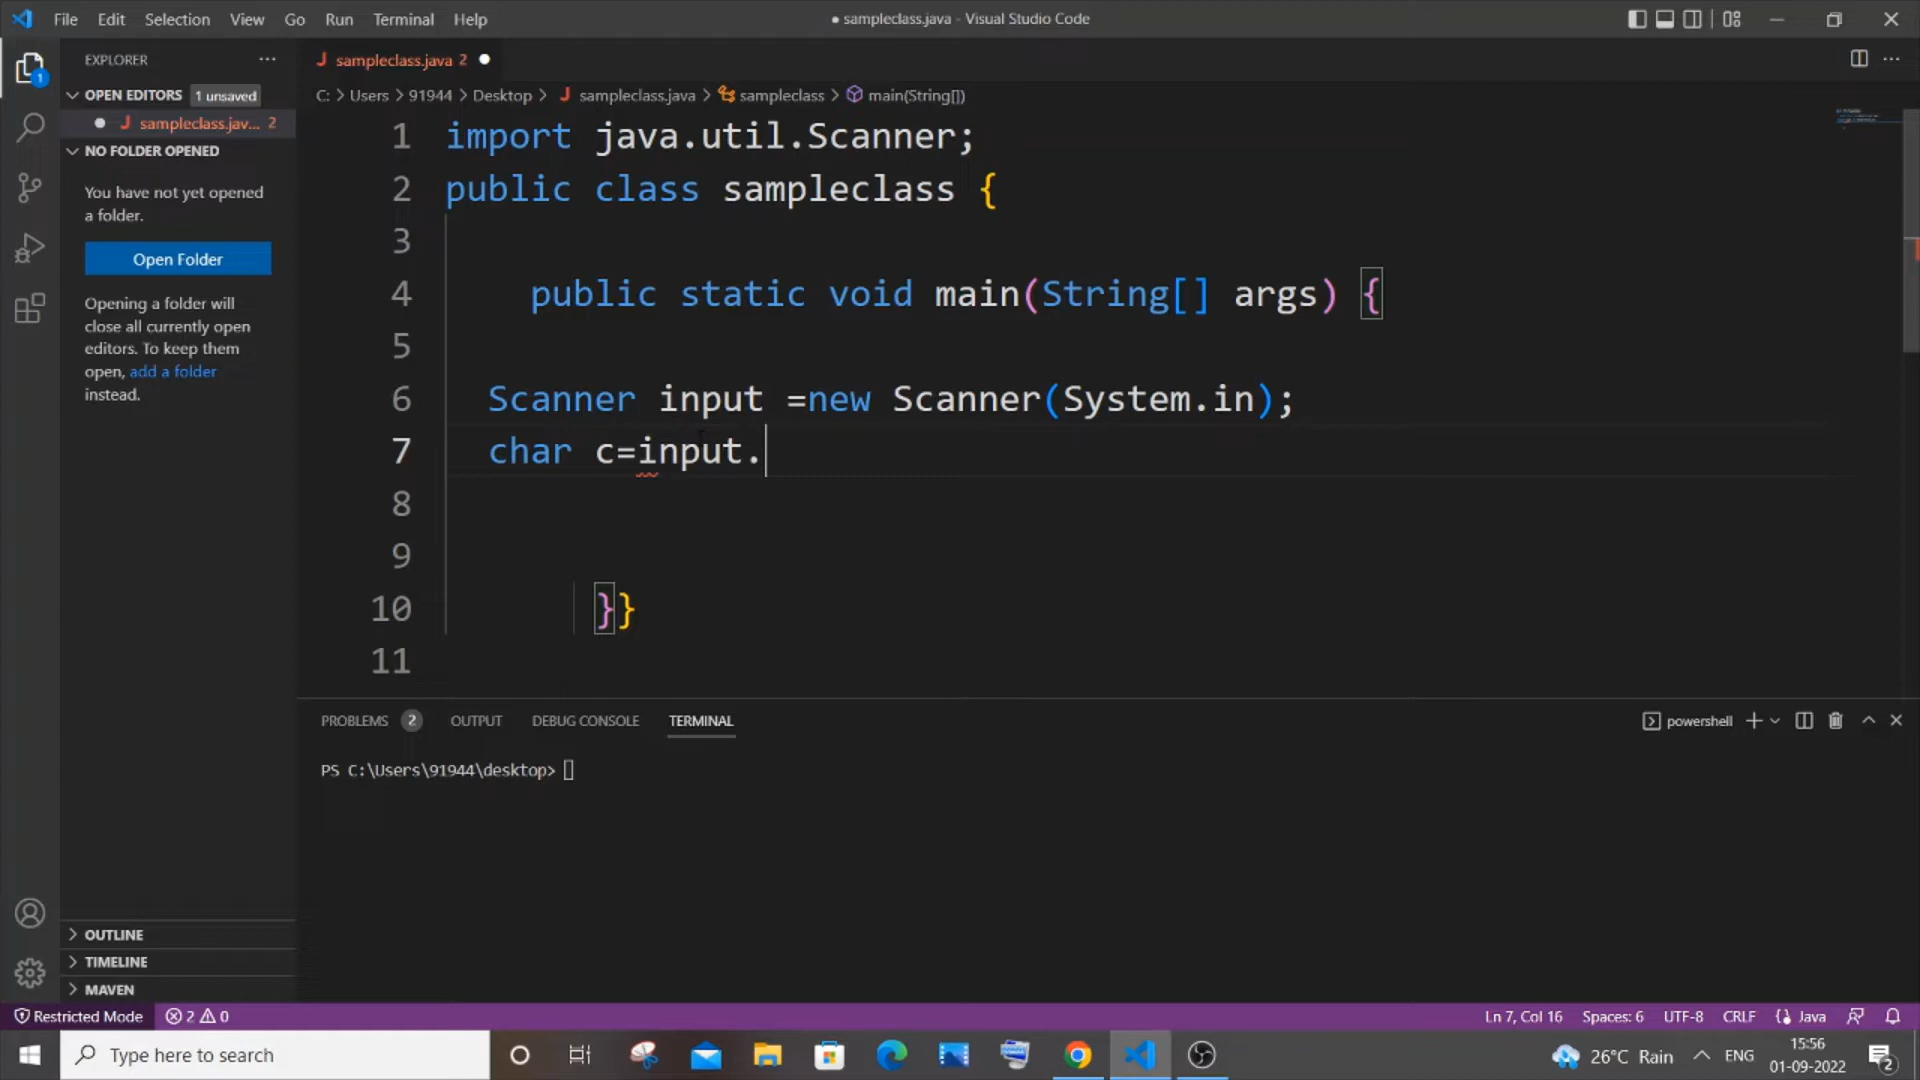 File Edit Selection View Go Run Terminal Help
● sampleclass.java - Visual Studio Code
EXPLORER
OPEN EDITORS 1 unsaved
sampleclass.jav... 2
NO FOLDER OPENED
You have not yet opened
a folder.
Open Folder
Opening a folder will
close all currently open
editors. To keep them
open, add a folder
instead.
OUTLINE
TIMELINE
MAVEN
1
sampleclass.java 2
C: > Users > 91944 > Desktop > J sampleclass.java > sampleclass > main(String[])
1 import java.util.Scanner;
2 public class sampleclass {
3
4 public static void main(String[] args) {
5
6 Scanner input =new Scanner(System.in);
7 char c=input.
8
9
10 }}
11
PROBLEMS 2 OUTPUT DEBUG CONSOLE TERMINAL
powershell
PS C:\Users\91944\desktop>
Restricted Mode 2 0
Ln 7, Col 16 Spaces: 6 UTF-8 CRLF Java
Type here to search
26°C Rain ENG
15:56
01-09-2022
2